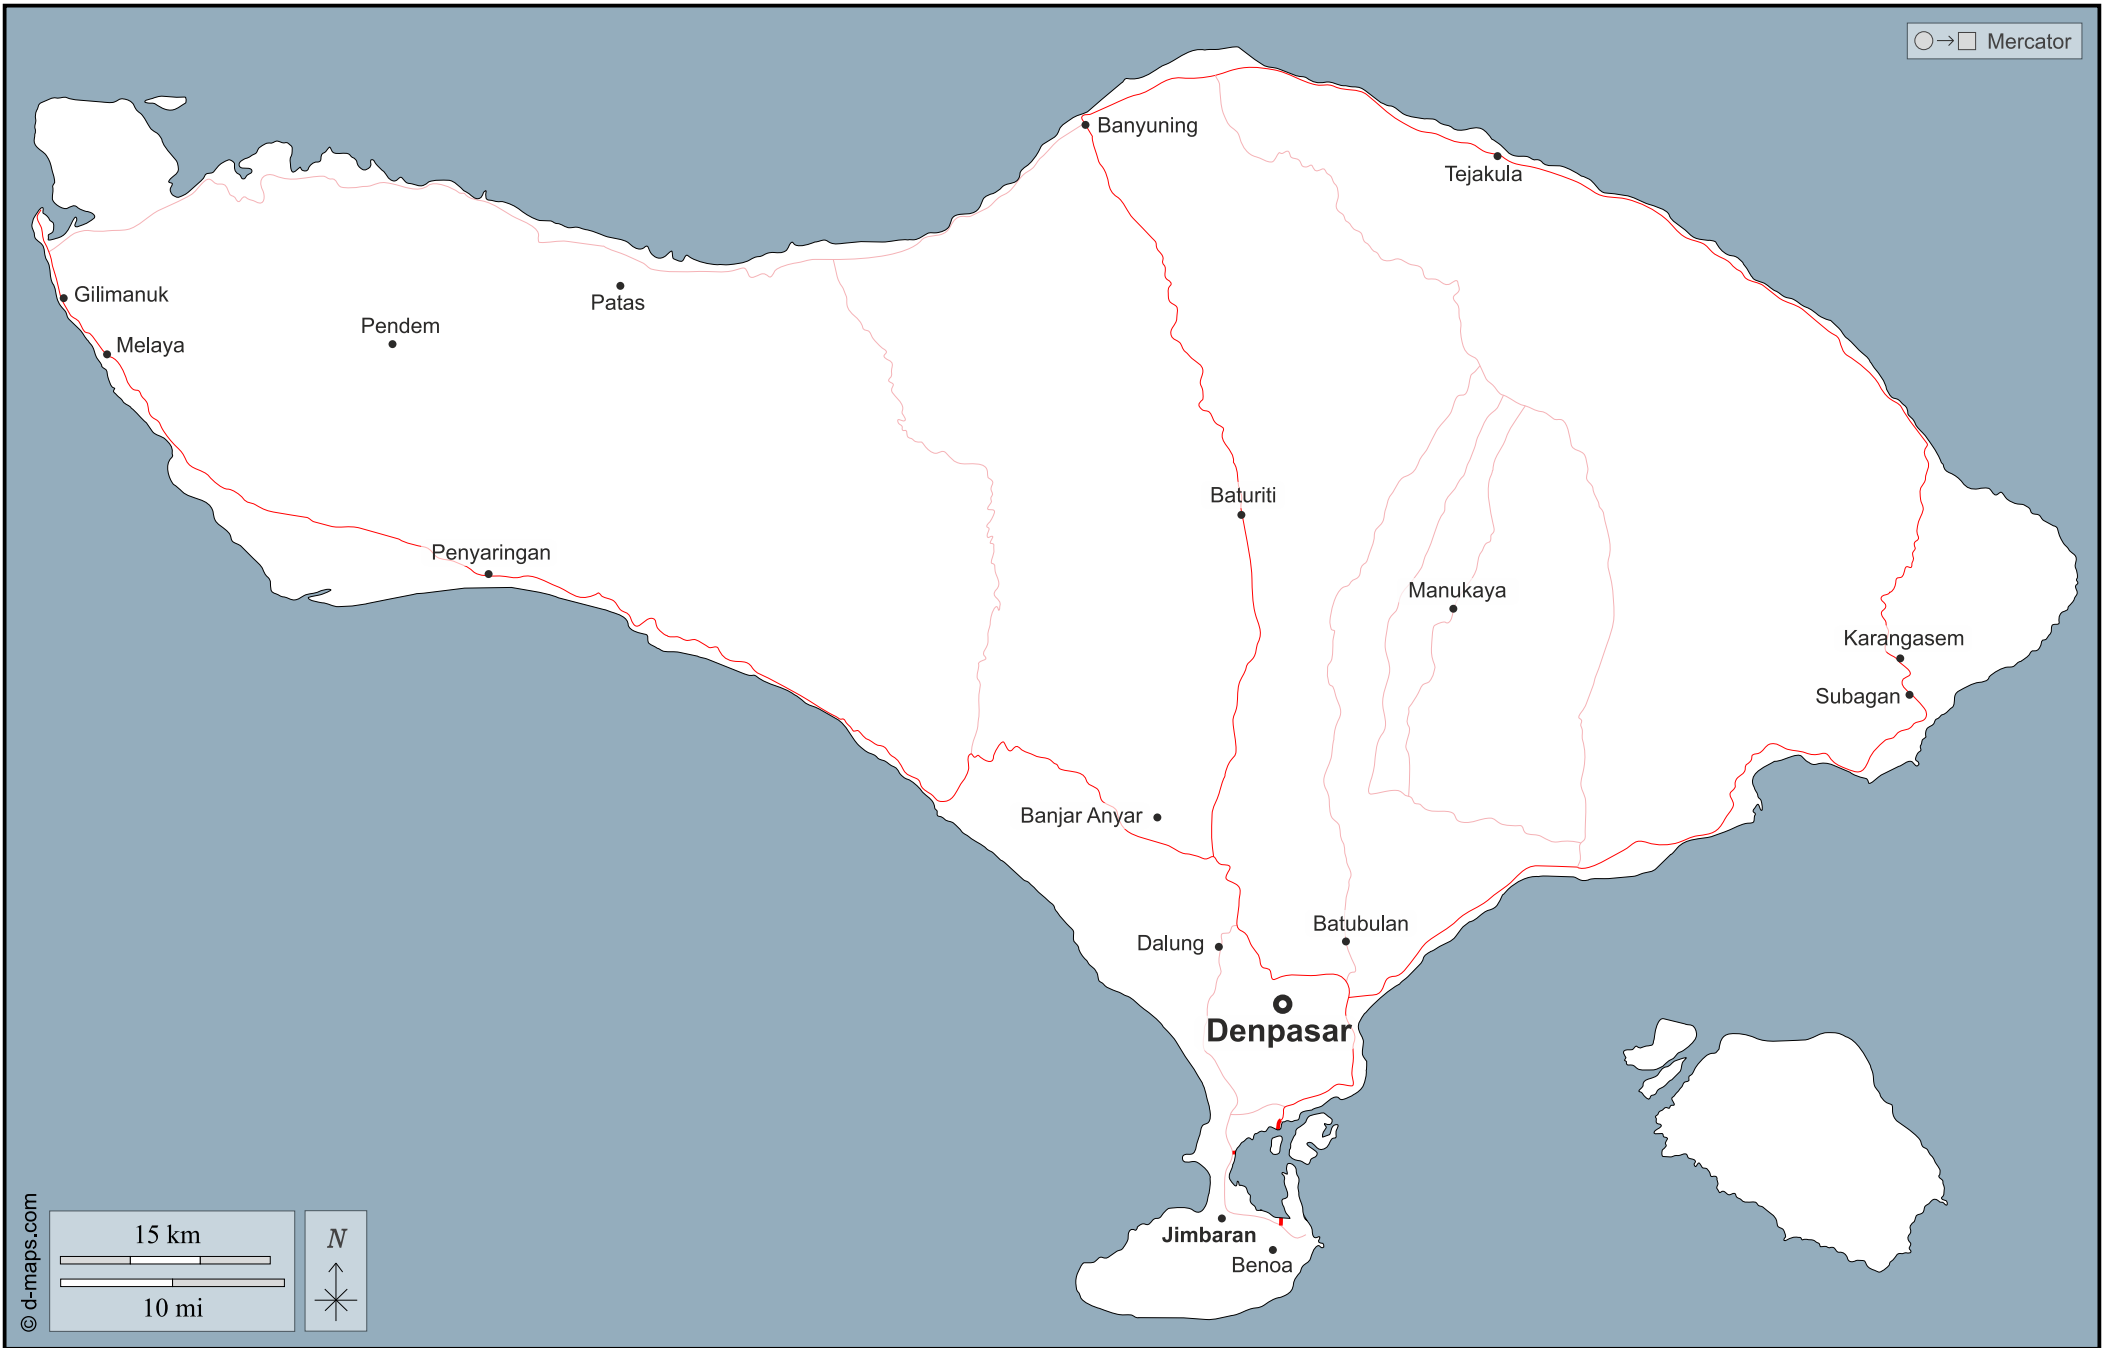 Mercator
Banyuning
Tejakula
Gilimanuk
Patas
Pendem
Melaya
Baturiti
Penyaringan
Manukaya
Karangasem
Subagan
Banjar Anyar
Batubulan
Dalung
Denpasar
Jimbaran
Benoa
15 km
10 mi
N
© d-maps.com